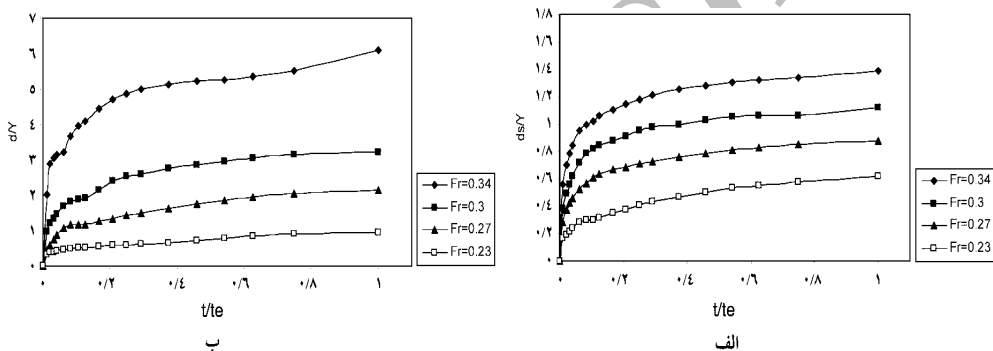 ۱/۸
۱/۶
۱/۴
۱/۲
۱
۰/۸
۰/۶
۰/۴
۰/۲
۰
ds/Y
۰ ۰/۲ ۰/۴ ۰/۶ ۰/۸ ۱
t/te
Fr=0.34
Fr=0.3
Fr=0.27
Fr=0.23
الف
۷
۶
۵
۴
۳
۲
۱
۰
d/Y
۰ ۰/۲ ۰/۴ ۰/۶ ۰/۸ ۱
t/te
Fr=0.34
Fr=0.3
Fr=0.27
Fr=0.23
ب